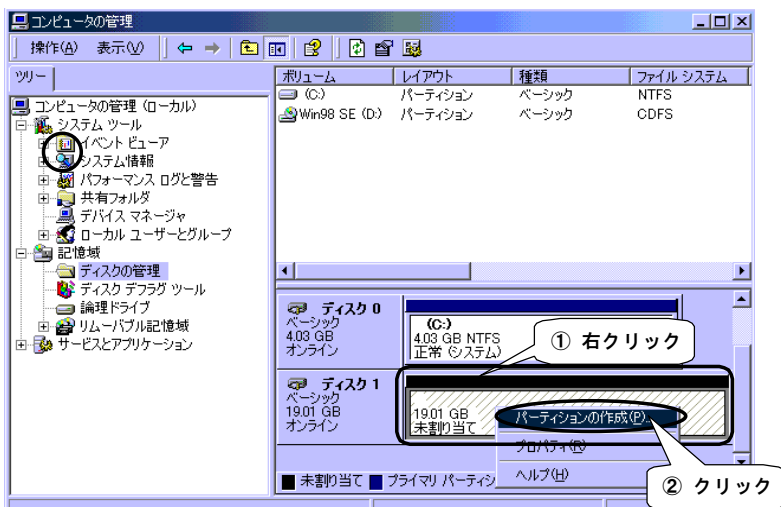 コンピュータの管理
操作(A) 表示(V)
ツリー
コンピュータの管理 (ローカル)
システム ツール
イベント ビューア
システム情報
パフォーマンス ログと警告
共有フォルダ
デバイス マネージャ
ローカル ユーザーとグループ
記憶域
ディスクの管理
ディスク デフラグ ツール
論理ドライブ
リムーバブル記憶域
サービスとアプリケーション
ボリューム レイアウト 種類 ファイル システム
(C:) パーティション ベーシック NTFS
Win98 SE (D:) パーティション ベーシック CDFS
ディスク 0
ベーシック
4.03 GB
オンライン
(C:)
4.03 GB NTFS
正常 (システム)
① 右クリック
ディスク 1
ベーシック
19.01 GB
オンライン
19.01 GB
未割り当て
パーティションの作成(P)...
プロパティ(R)
ヘルプ(H)
② クリック
未割り当て プライマリ パーティシ